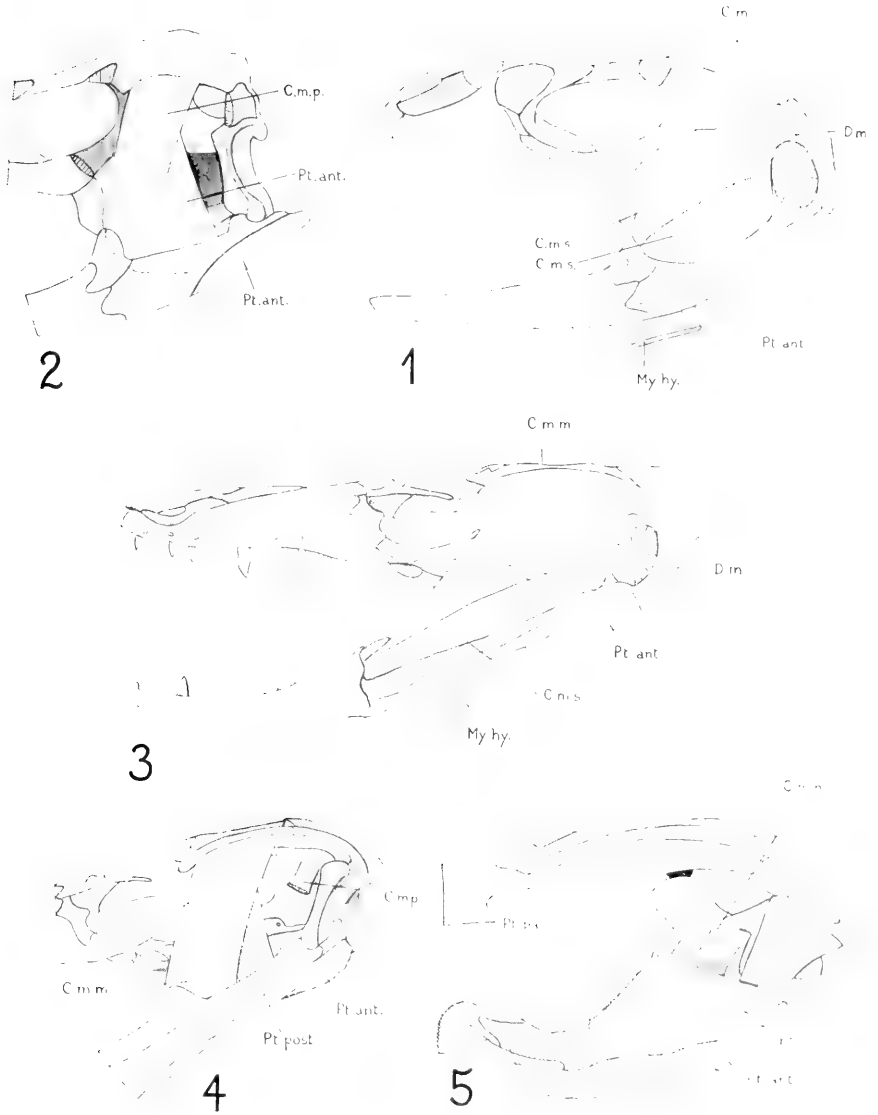 C m
C.m.p.
D m
Pt.ant.
C.m s
C m s.
Pt.ant.
Pt ant
My hy.
2
1
C m m
D m
Pt ant
C m s
My hy.
3
C m p
C m m
Pt ant.
Pt post
4
5